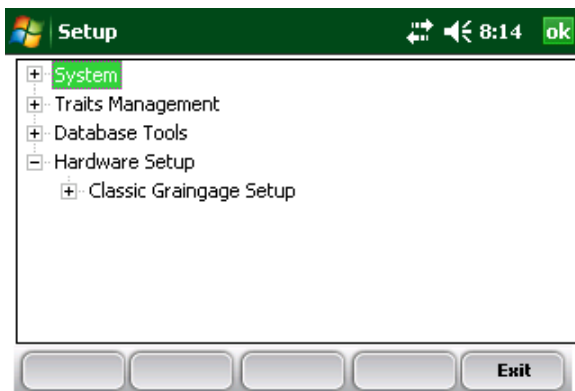 Setup 8:14 ok
System
Traits Management
Database Tools
Hardware Setup
Classic Graingage Setup
Exit